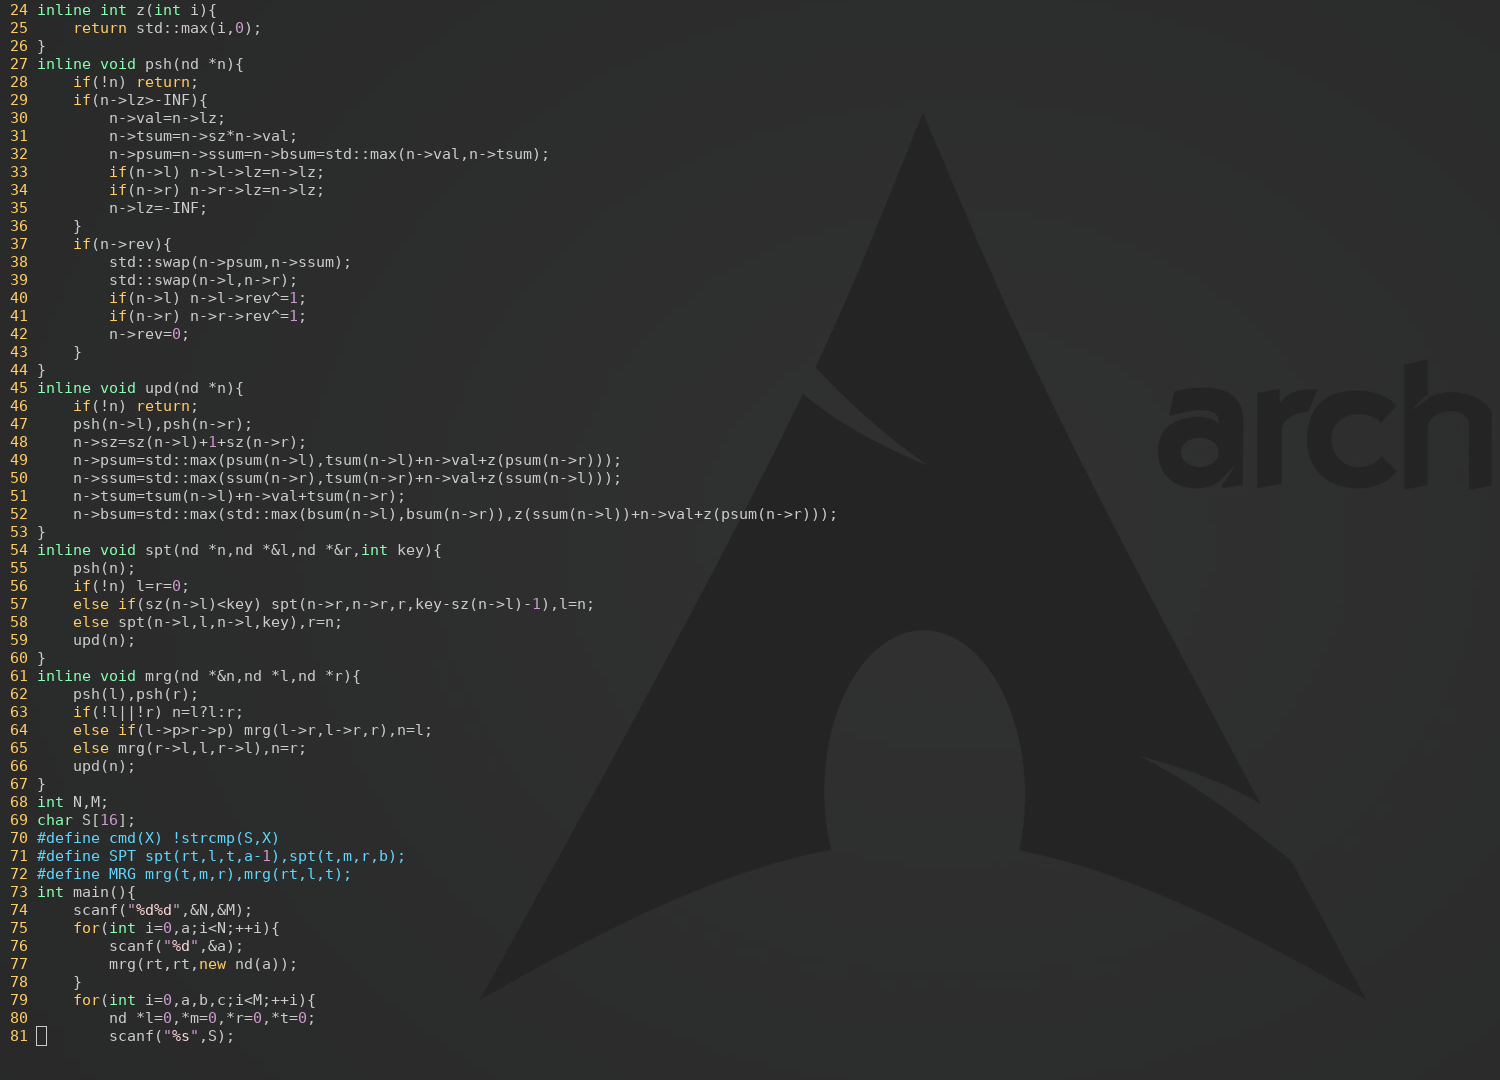 24 inline int z(int i){
25     return std::max(i,0);
26 }
27 inline void psh(nd *n){
28     if(!n) return;
29     if(n->lz>-INF){
30         n->val=n->lz;
31         n->tsum=n->sz*n->val;
32         n->psum=n->ssum=n->bsum=std::max(n->val,n->tsum);
33         if(n->l) n->l->lz=n->lz;
34         if(n->r) n->r->lz=n->lz;
35         n->lz=-INF;
36     }
37     if(n->rev){
38         std::swap(n->psum,n->ssum);
39         std::swap(n->l,n->r);
40         if(n->l) n->l->rev^=1;
41         if(n->r) n->r->rev^=1;
42         n->rev=0;
43     }
44 }
45 inline void upd(nd *n){
46     if(!n) return;
47     psh(n->l),psh(n->r);
48     n->sz=sz(n->l)+1+sz(n->r);
49     n->psum=std::max(psum(n->l),tsum(n->l)+n->val+z(psum(n->r)));
50     n->ssum=std::max(ssum(n->r),tsum(n->r)+n->val+z(ssum(n->l)));
51     n->tsum=tsum(n->l)+n->val+tsum(n->r);
52     n->bsum=std::max(std::max(bsum(n->l),bsum(n->r)),z(ssum(n->l))+n->val+z(psum(n->r)));
53 }
54 inline void spt(nd *n,nd *&l,nd *&r,int key){
55     psh(n);
56     if(!n) l=r=0;
57     else if(sz(n->l)<key) spt(n->r,n->r,r,key-sz(n->l)-1),l=n;
58     else spt(n->l,l,n->l,key),r=n;
59     upd(n);
60 }
61 inline void mrg(nd *&n,nd *l,nd *r){
62     psh(l),psh(r);
63     if(!l||!r) n=l?l:r;
64     else if(l->p>r->p) mrg(l->r,l->r,r),n=l;
65     else mrg(r->l,l,r->l),n=r;
66     upd(n);
67 }
68 int N,M;
69 char S[16];
70 #define cmd(X) !strcmp(S,X)
71 #define SPT spt(rt,l,t,a-1),spt(t,m,r,b);
72 #define MRG mrg(t,m,r),mrg(rt,l,t);
73 int main(){
74     scanf("%d%d",&N,&M);
75     for(int i=0,a;i<N;++i){
76         scanf("%d",&a);
77         mrg(rt,rt,new nd(a));
78     }
79     for(int i=0,a,b,c;i<M;++i){
80         nd *l=0,*m=0,*r=0,*t=0;
81         scanf("%s",S);
arch